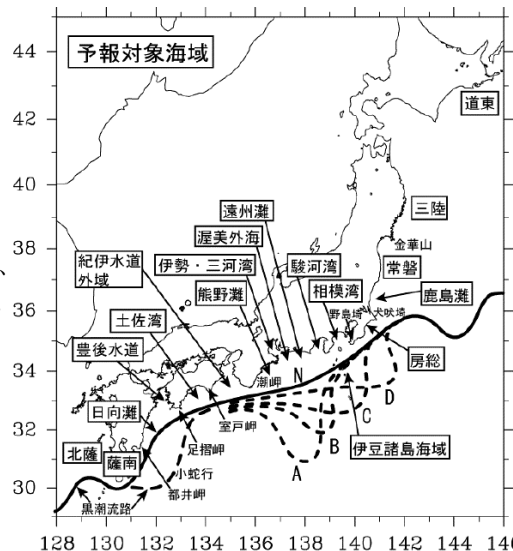 予報対象海域
44
42
40
38
36
34
32
30
128 130 132 134 136 138 140 142 144 146
道東
三陸
金華山
常磐
鹿島灘
犬吠埼
野島埼
房総
遠州灘
渥美外海
伊勢・三河湾
駿河湾
相模湾
熊野灘
紀伊水道
外域
土佐湾
豊後水道
日向灘
北薩
薩南
潮岬
室戸岬
足摺岬
小蛇行
都井岬
黒潮流路
伊豆諸島海域
N
A
B
C
D